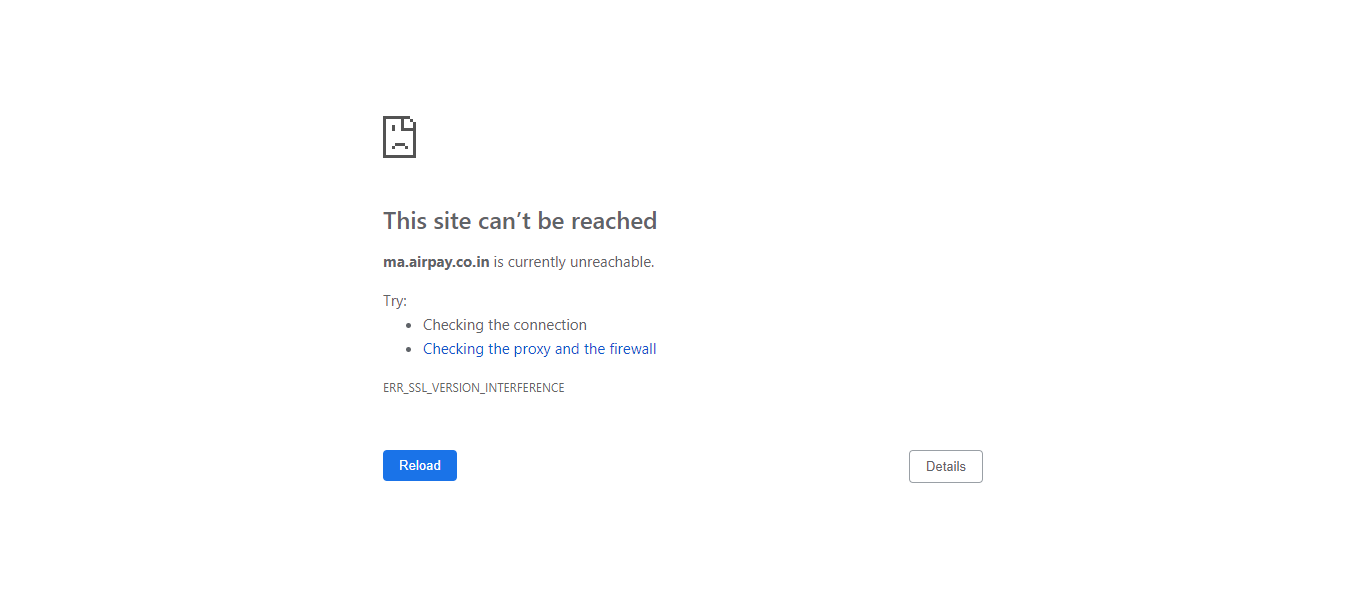 This site can’t be reached
ma.airpay.co.in is currently unreachable.
Try:
Checking the connection
Checking the proxy and the firewall
ERR_SSL_VERSION_INTERFERENCE
Reload
Details